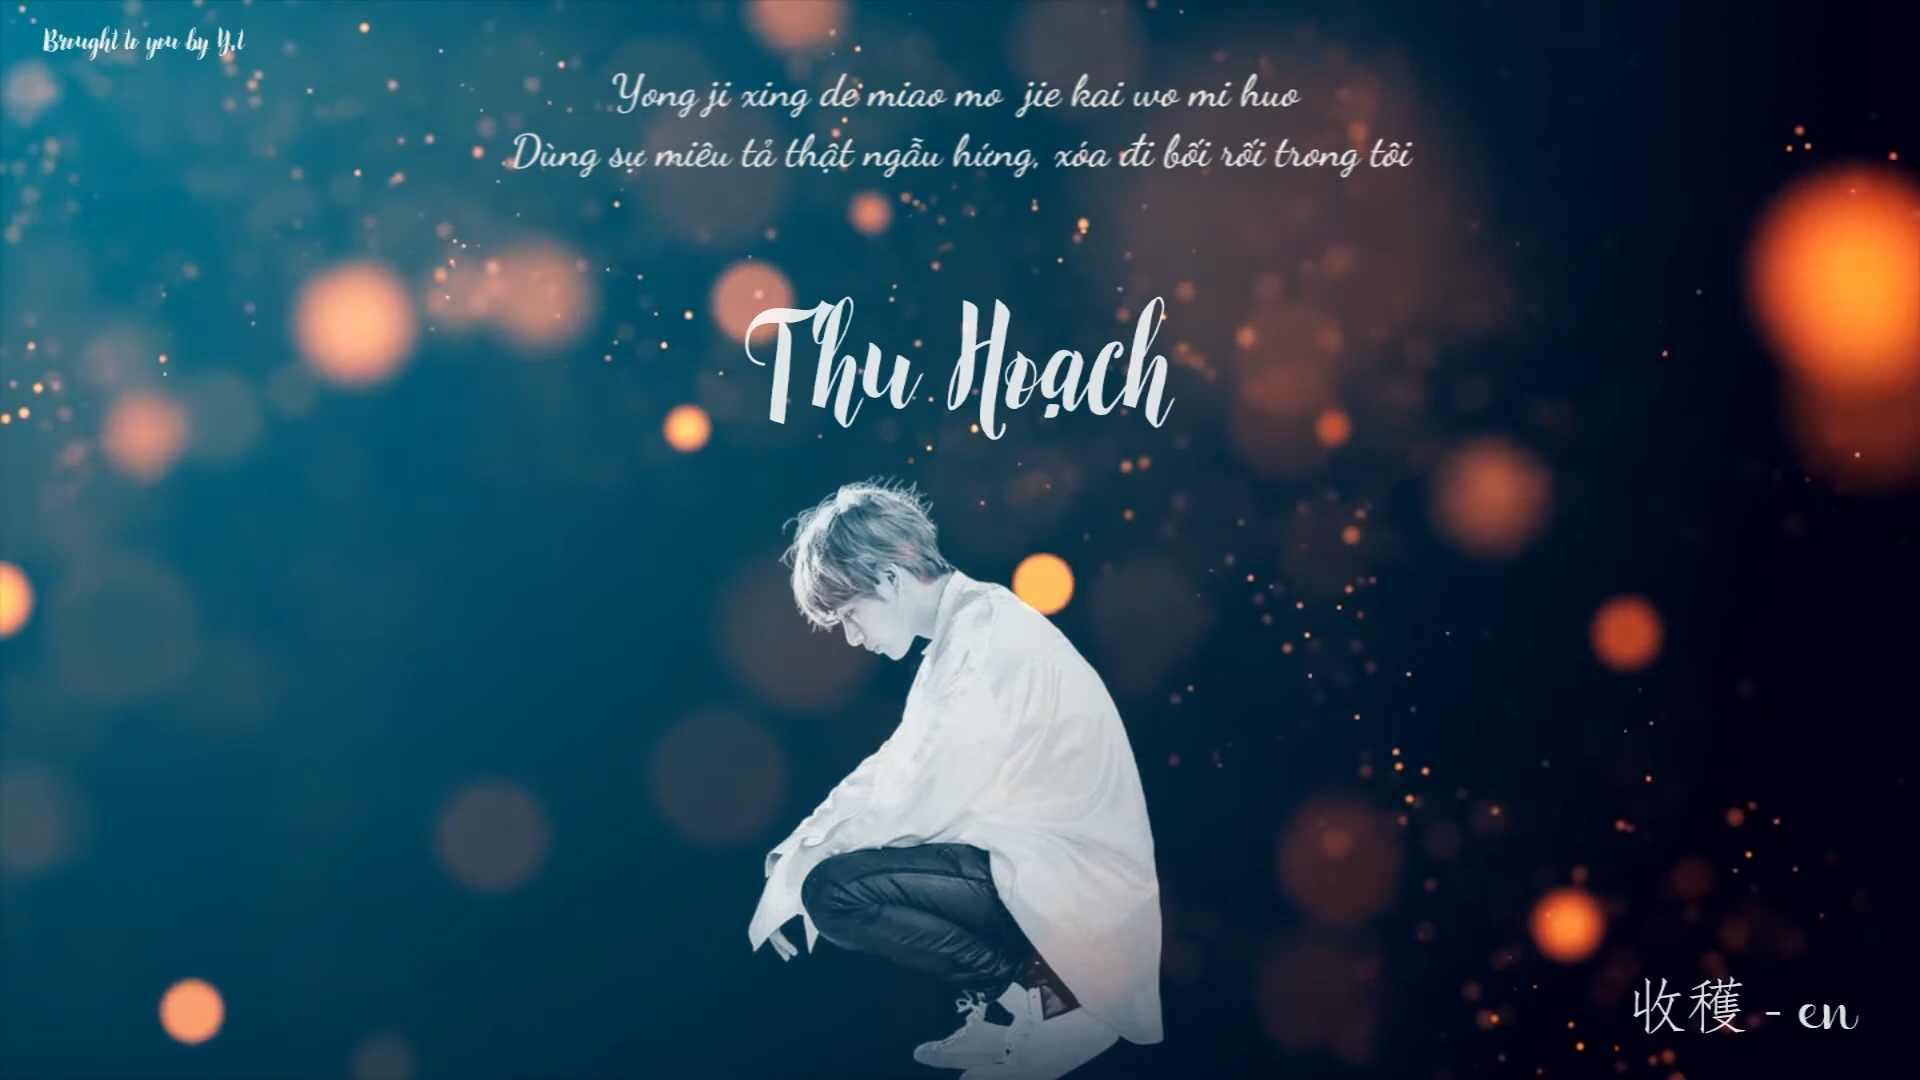 Brought to you by Y.t
Yong ji xing de miao mo jie kai wo mi huo
Dùng sự miêu tả thật ngẫu hứng, xóa đi bối rối trong tôi
Thu Hoạch
收穫 - en